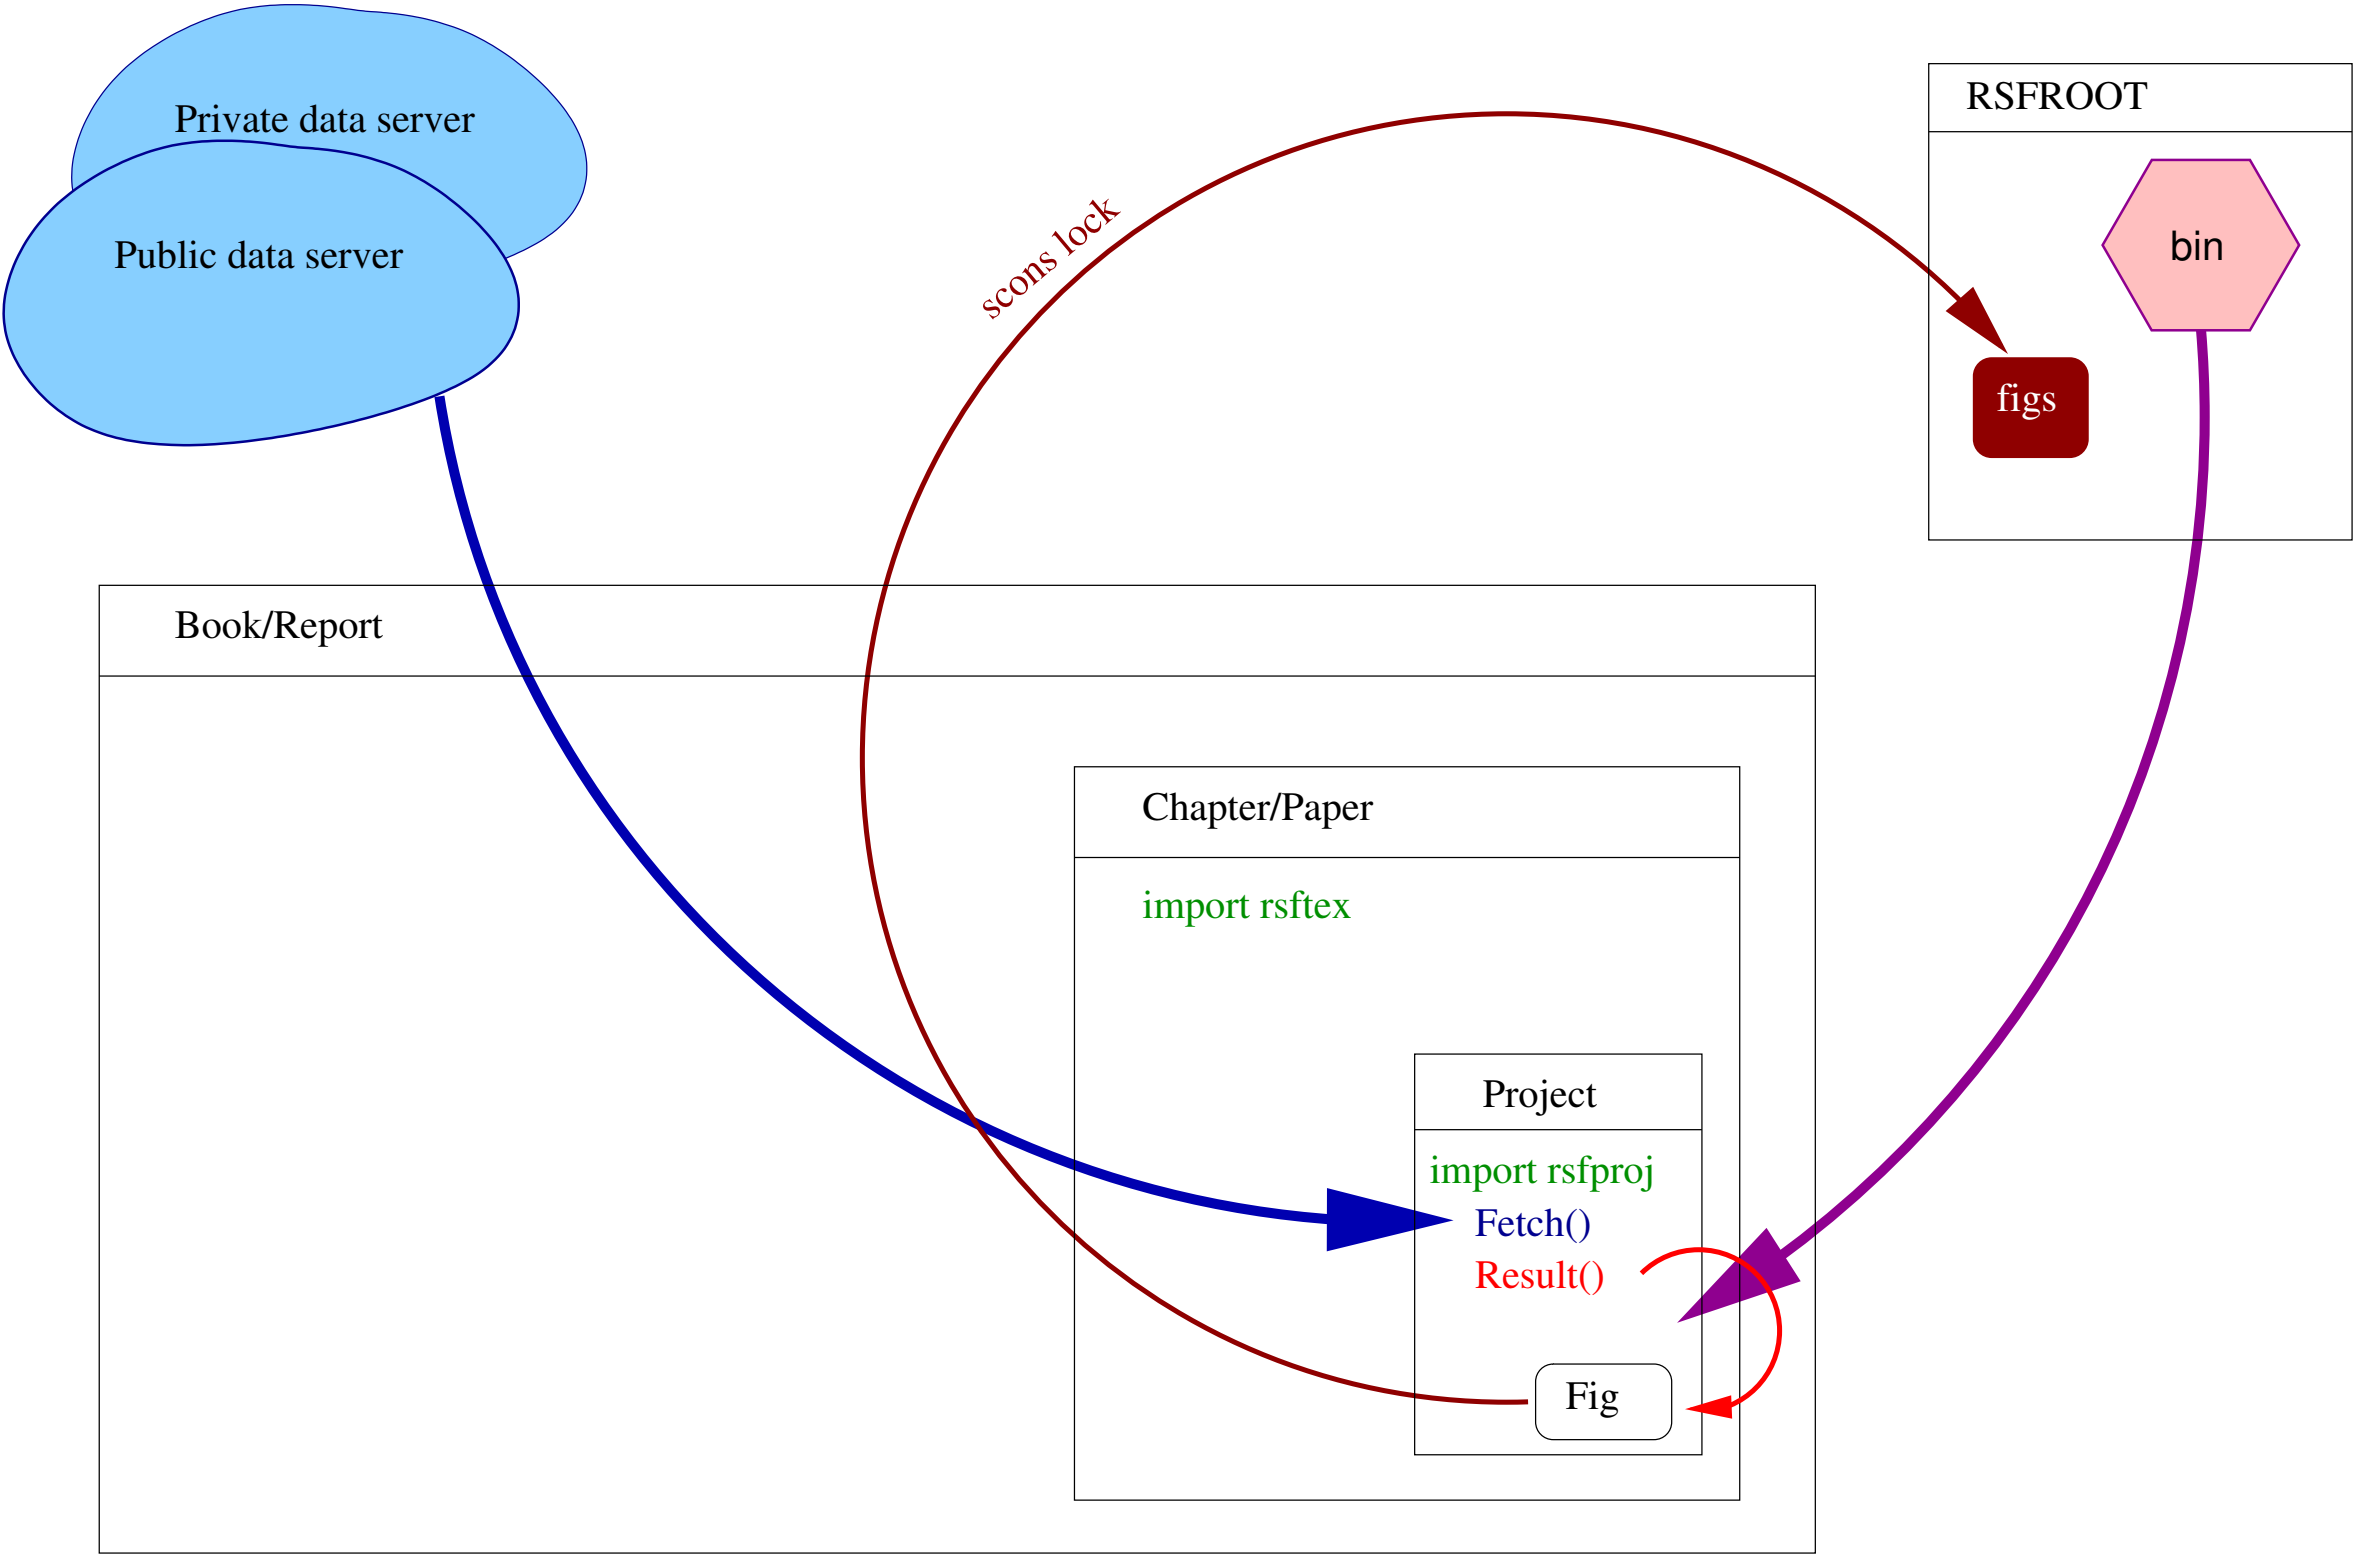 Private data server
Public data server
scons lock
RSFROOT
bin
figs
Book/Report
Chapter/Paper
import rsftex
Project
import rsfproj
Fetch()
Result()
Fig